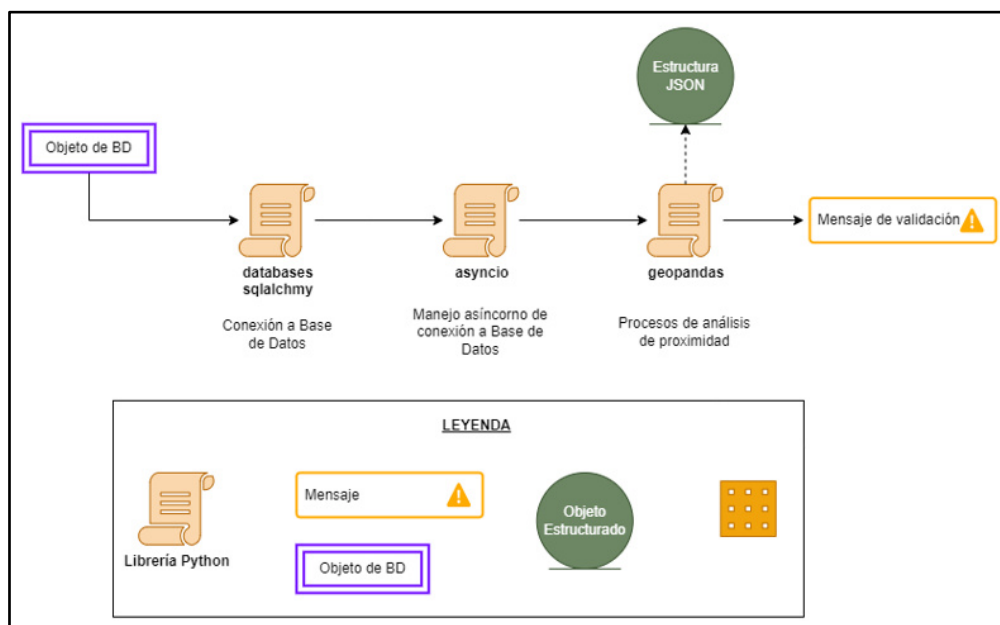 Estructura
JSON
Objeto de BD
Mensaje de validación
databases
sqlalchmy
asyncio
geopandas
Conexión a Base
de Datos
Manejo asíncorno de
conexión a Base de
Datos
Procesos de análisis
de proximidad
LEYENDA
Librería Python
Mensaje
Objeto de BD
Objeto
Estructurado